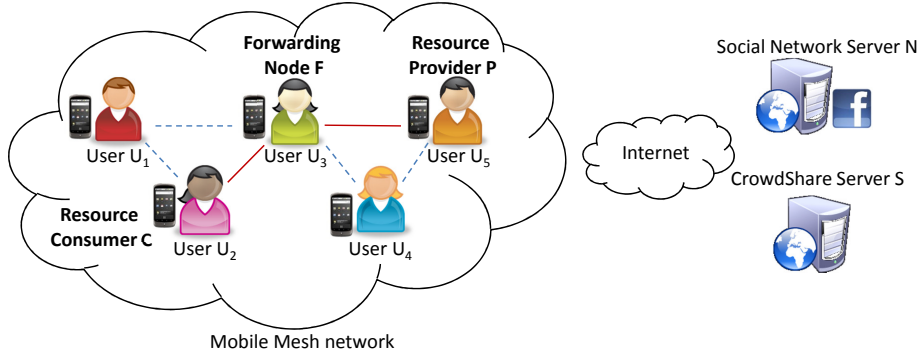 Forwarding
Node F
Resource
Provider P
Social Network Server N
User U1
User U3
User U5
Internet
f
CrowdShare Server S
Resource
Consumer C
User U2
User U4
Mobile Mesh network